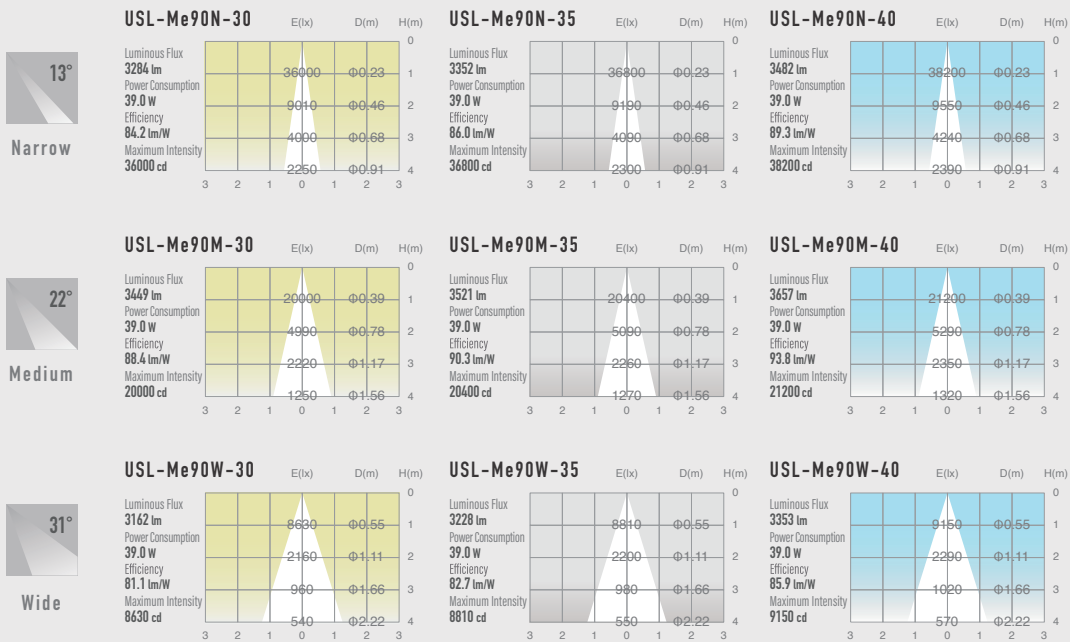 USL-Me90N-30 E(lx) D(m) H(m)
Luminous Flux
3284 lm
Power Consumption
39.0 W
Efficiency
84.2 lm/W
Maximum Intensity
36000 cd
0
36000 Φ0.23 1
9010 Φ0.46 2
4000 Φ0.68 3
2250 Φ0.91 4
3 2 1 0 1 2 3
USL-Me90N-35 E(lx) D(m) H(m)
Luminous Flux
3352 lm
Power Consumption
39.0 W
Efficiency
86.0 lm/W
Maximum Intensity
36800 cd
0
36800 Φ0.23 1
9190 Φ0.46 2
4090 Φ0.68 3
2300 Φ0.91 4
3 2 1 0 1 2 3
USL-Me90N-40 E(lx) D(m) H(m)
Luminous Flux
3482 lm
Power Consumption
39.0 W
Efficiency
89.3 lm/W
Maximum Intensity
38200 cd
0
38200 Φ0.23 1
9550 Φ0.46 2
4240 Φ0.68 3
2390 Φ0.91 4
3 2 1 0 1 2 3
13°
Narrow
USL-Me90M-30 E(lx) D(m) H(m)
Luminous Flux
3449 lm
Power Consumption
39.0 W
Efficiency
88.4 lm/W
Maximum Intensity
20000 cd
0
20000 Φ0.39 1
4990 Φ0.78 2
2220 Φ1.17 3
1250 Φ1.56 4
3 2 1 0 1 2 3
USL-Me90M-35 E(lx) D(m) H(m)
Luminous Flux
3521 lm
Power Consumption
39.0 W
Efficiency
90.3 lm/W
Maximum Intensity
20400 cd
0
20400 Φ0.39 1
5090 Φ0.78 2
2260 Φ1.17 3
1270 Φ1.56 4
3 2 1 0 1 2 3
USL-Me90M-40 E(lx) D(m) H(m)
Luminous Flux
3657 lm
Power Consumption
39.0 W
Efficiency
93.8 lm/W
Maximum Intensity
21200 cd
0
21200 Φ0.39 1
5290 Φ0.78 2
2350 Φ1.17 3
1320 Φ1.56 4
3 2 1 0 1 2 3
22°
Medium
USL-Me90W-30 E(lx) D(m) H(m)
Luminous Flux
3162 lm
Power Consumption
39.0 W
Efficiency
81.1 lm/W
Maximum Intensity
8630 cd
0
8630 Φ0.55 1
2160 Φ1.11 2
960 Φ1.66 3
540 Φ2.22 4
3 2 1 0 1 2 3
USL-Me90W-35 E(lx) D(m) H(m)
Luminous Flux
3228 lm
Power Consumption
39.0 W
Efficiency
82.7 lm/W
Maximum Intensity
8810 cd
0
8810 Φ0.55 1
2200 Φ1.11 2
980 Φ1.66 3
550 Φ2.22 4
3 2 1 0 1 2 3
USL-Me90W-40 E(lx) D(m) H(m)
Luminous Flux
3353 lm
Power Consumption
39.0 W
Efficiency
85.9 lm/W
Maximum Intensity
9150 cd
0
9150 Φ0.55 1
2290 Φ1.11 2
1020 Φ1.66 3
570 Φ2.22 4
3 2 1 0 1 2 3
31°
Wide